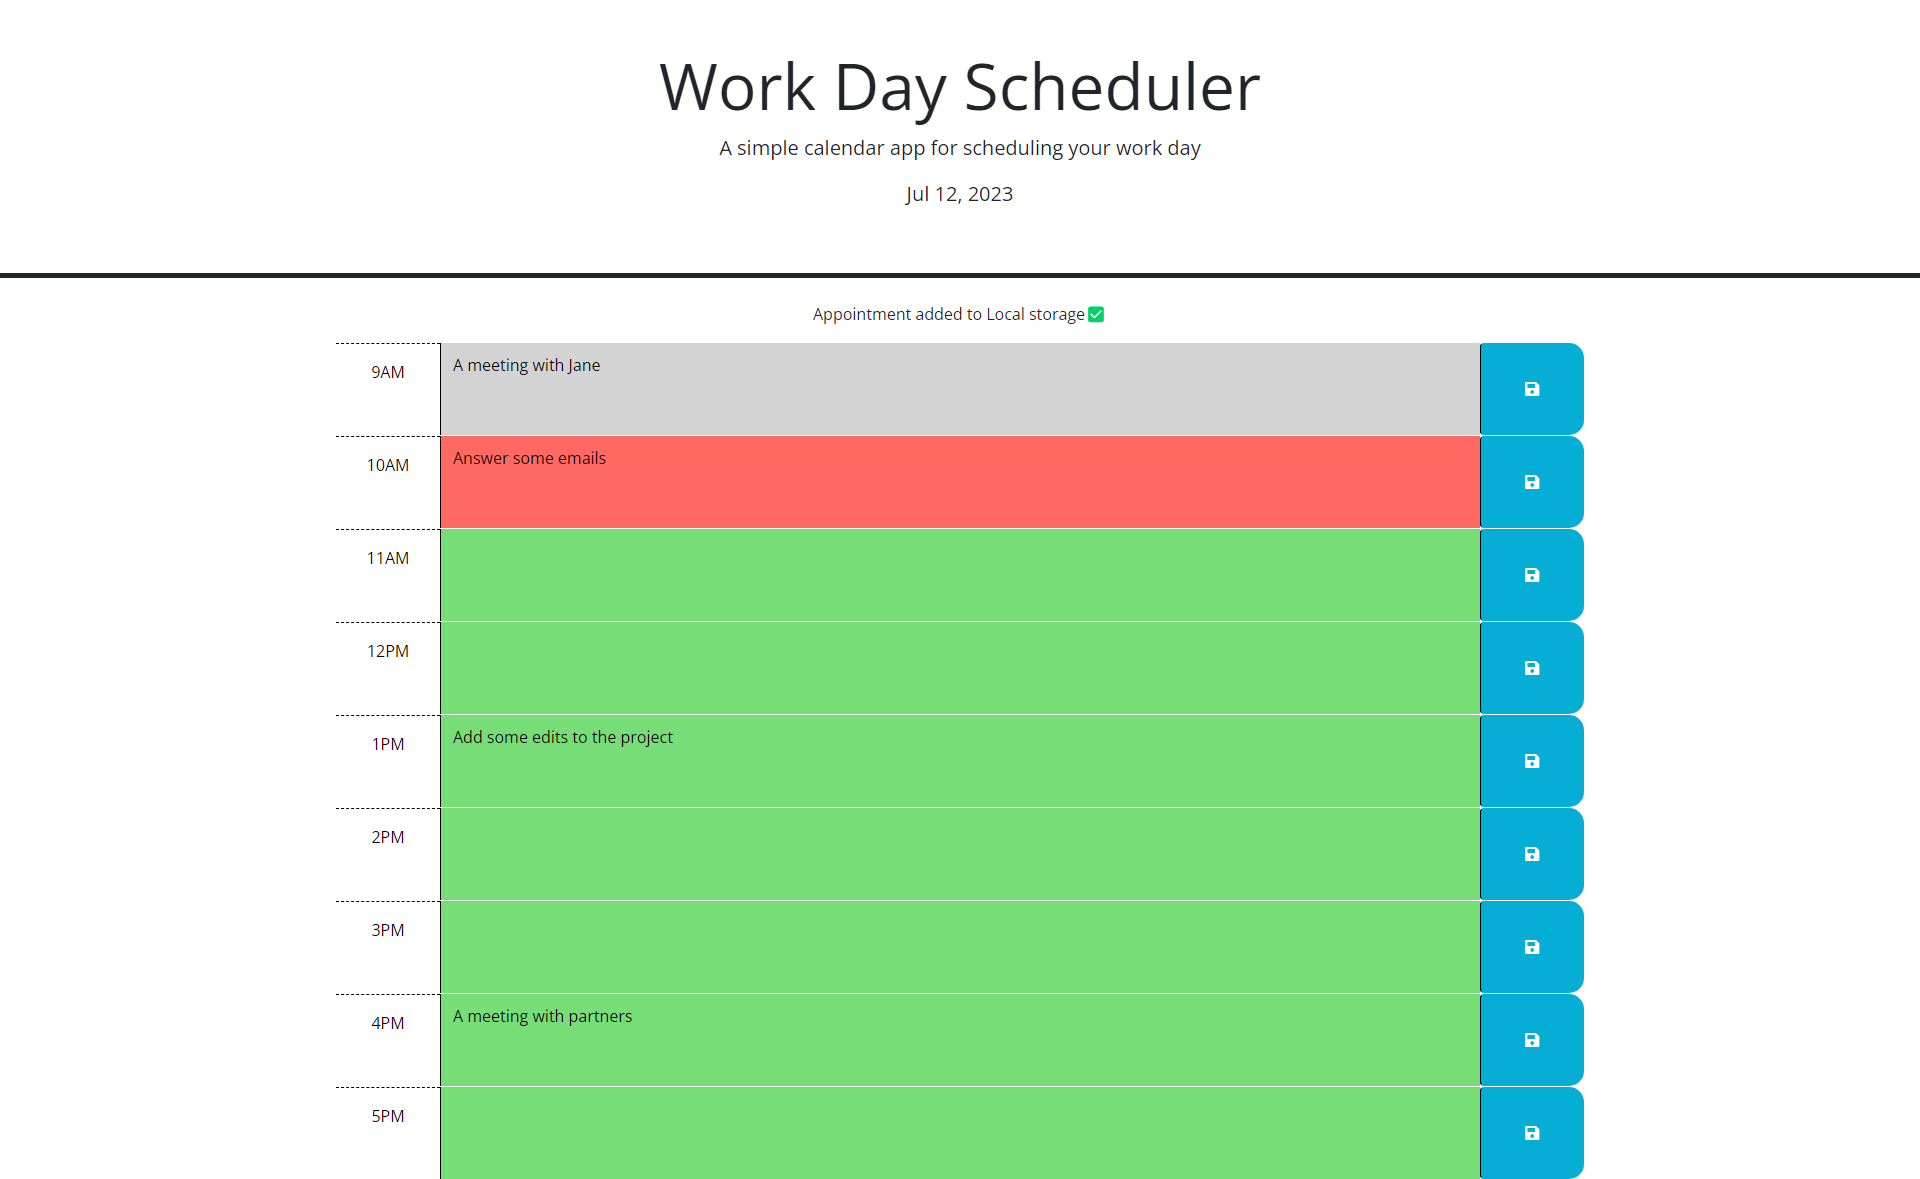 Work Day Scheduler
A simple calendar app for scheduling your work day
Jul 12, 2023
Appointment added to Local storage✅
9AM
A meeting with Jane
10AM
Answer some emails
11AM
12PM
1PM
Add some edits to the project
2PM
3PM
4PM
A meeting with partners
5PM